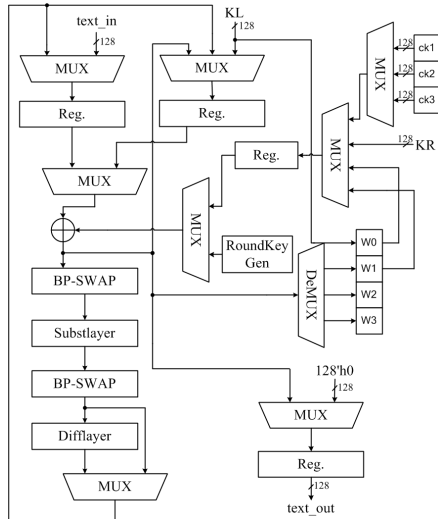 text_in
128
KL
128
MUX
MUX
MUX
128
ck1
128
ck2
128
ck3
Reg.
Reg.
MUX
128
KR
Reg.
MUX
MUX
RoundKey
Gen
W0
W1
W2
W3
DeMUX
BP-SWAP
Substlayer
BP-SWAP
Difflayer
MUX
128'h0
128
MUX
Reg.
128
text_out